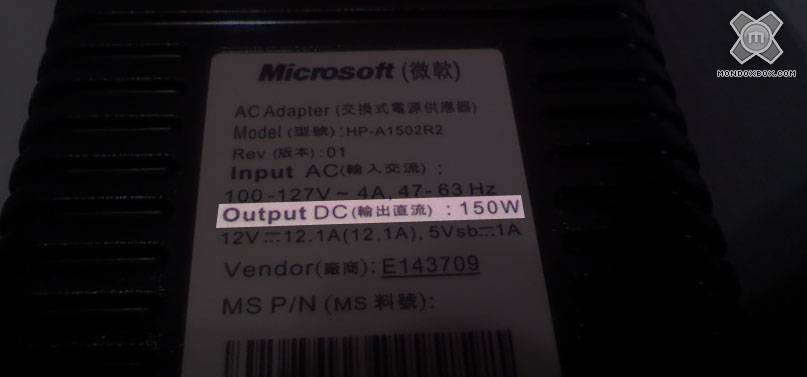 MONDOXBOX.COM
Microsoft (微軟)
AC Adapter (交換式電源供應器)
Model (型號) : HP-A1502R2
Rev (版本) : 01
Input AC (輸入交流) :
100-127V ~ 4A, 47-63 Hz
Output DC (輸出直流) : 150W
12V⎓12.1A(12,1A), 5Vsb⎓1A
Vendor(廠商): E143709
MS P/N (MS 料號):